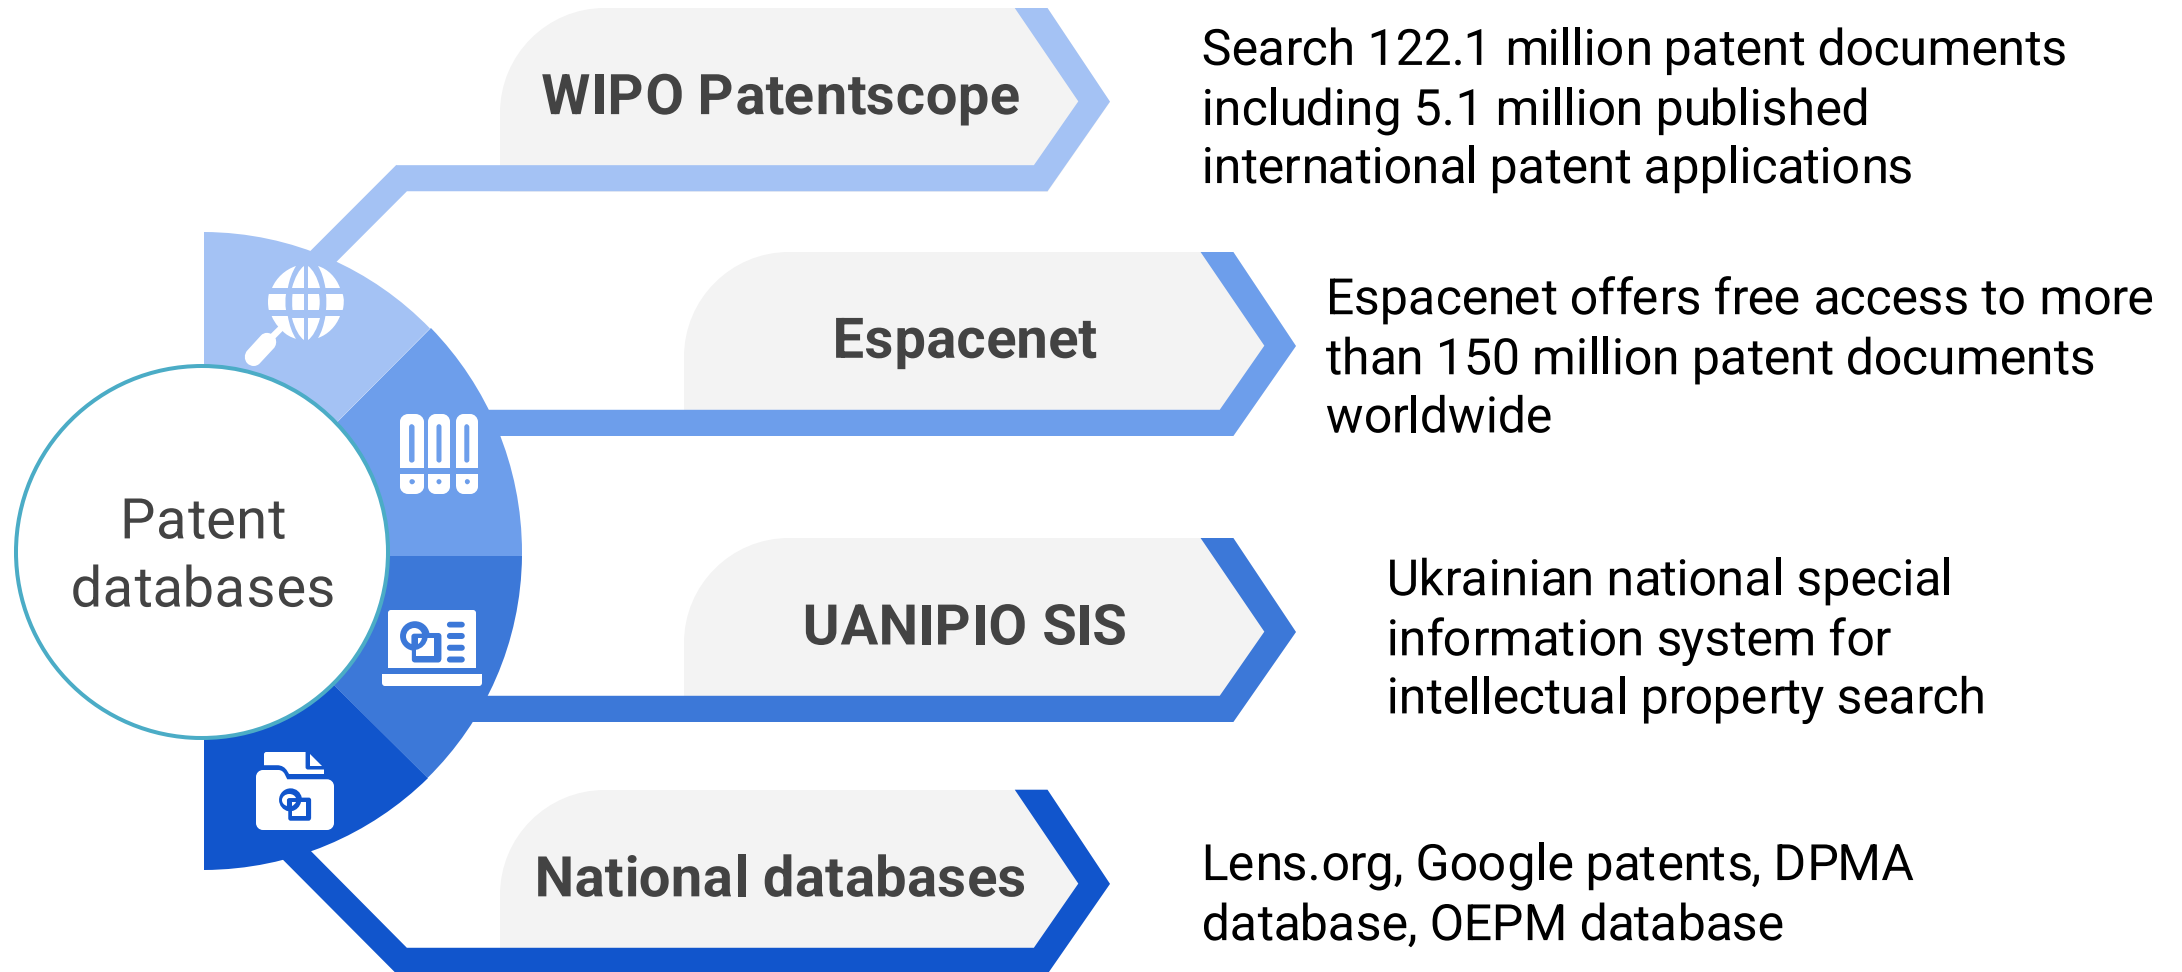 WIPO Patentscope
Search 122.1 million patent documents
including 5.1 million published
international patent applications
Espacenet
Espacenet offers free access to more
than 150 million patent documents
worldwide
Patent
databases
UANIPIO SIS
Ukrainian national special
information system for
intellectual property search
National databases
Lens.org, Google patents, DPMA
database, OEPM database